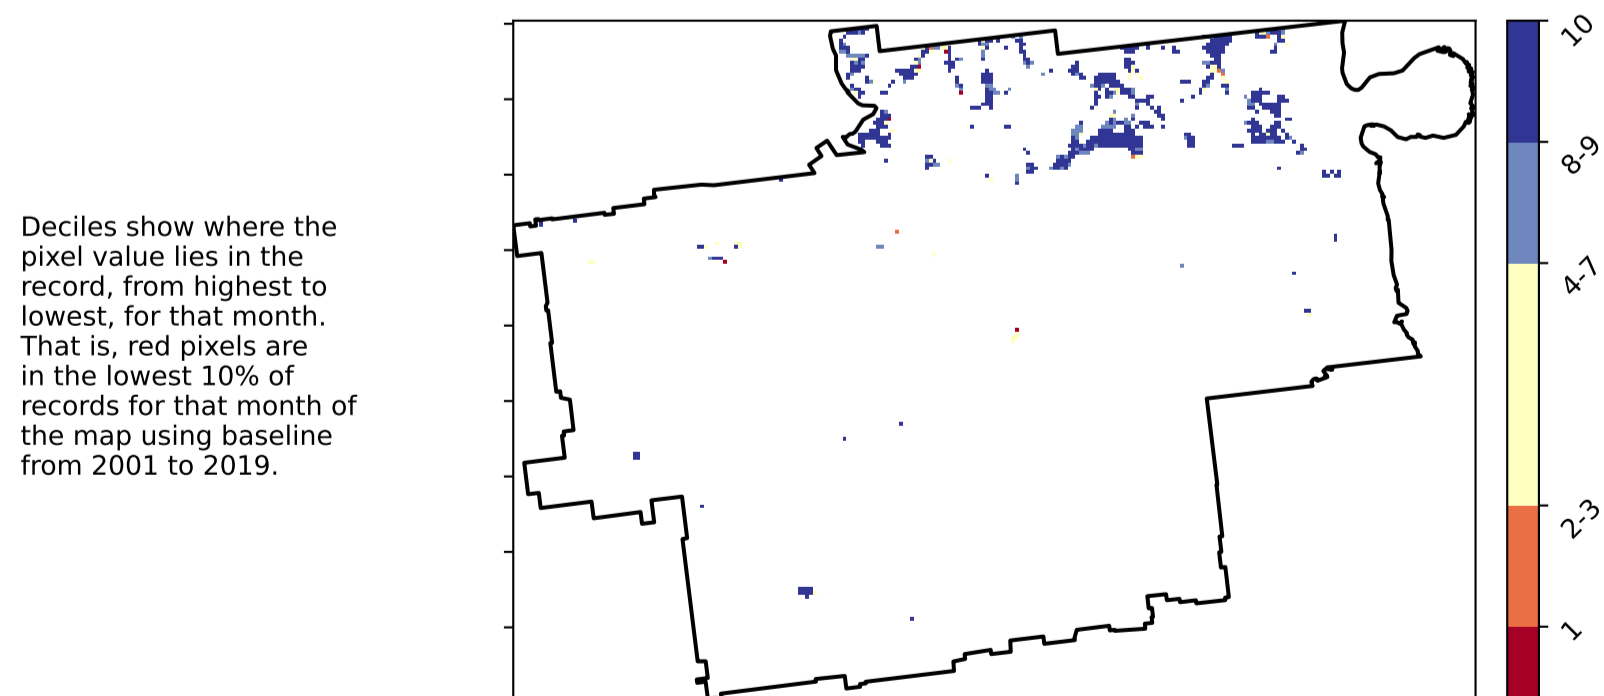 Deciles show where the
pixel value lies in the
record, from highest to
lowest, for that month.
That is, red pixels are
in the lowest 10% of
records for that month of
the map using baseline
from 2001 to 2019.
10
8-9
4-7
2-3
1